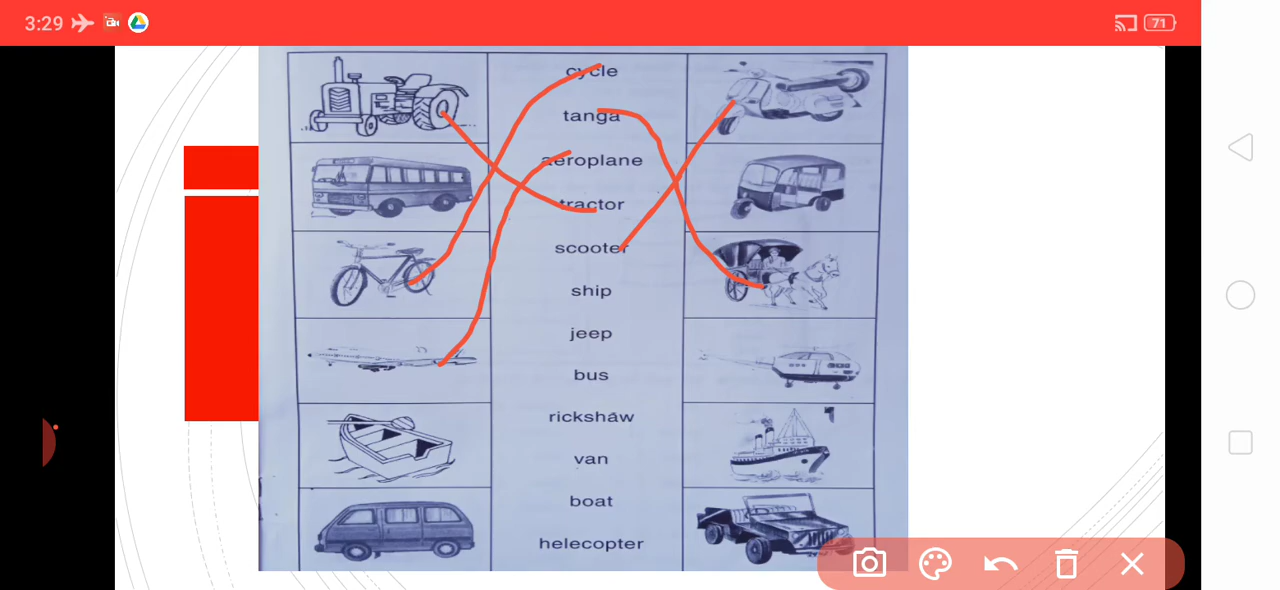 3:29
71
cycle
tanga
aeroplane
tractor
scooter
ship
jeep
bus
rickshaw
van
boat
helecopter